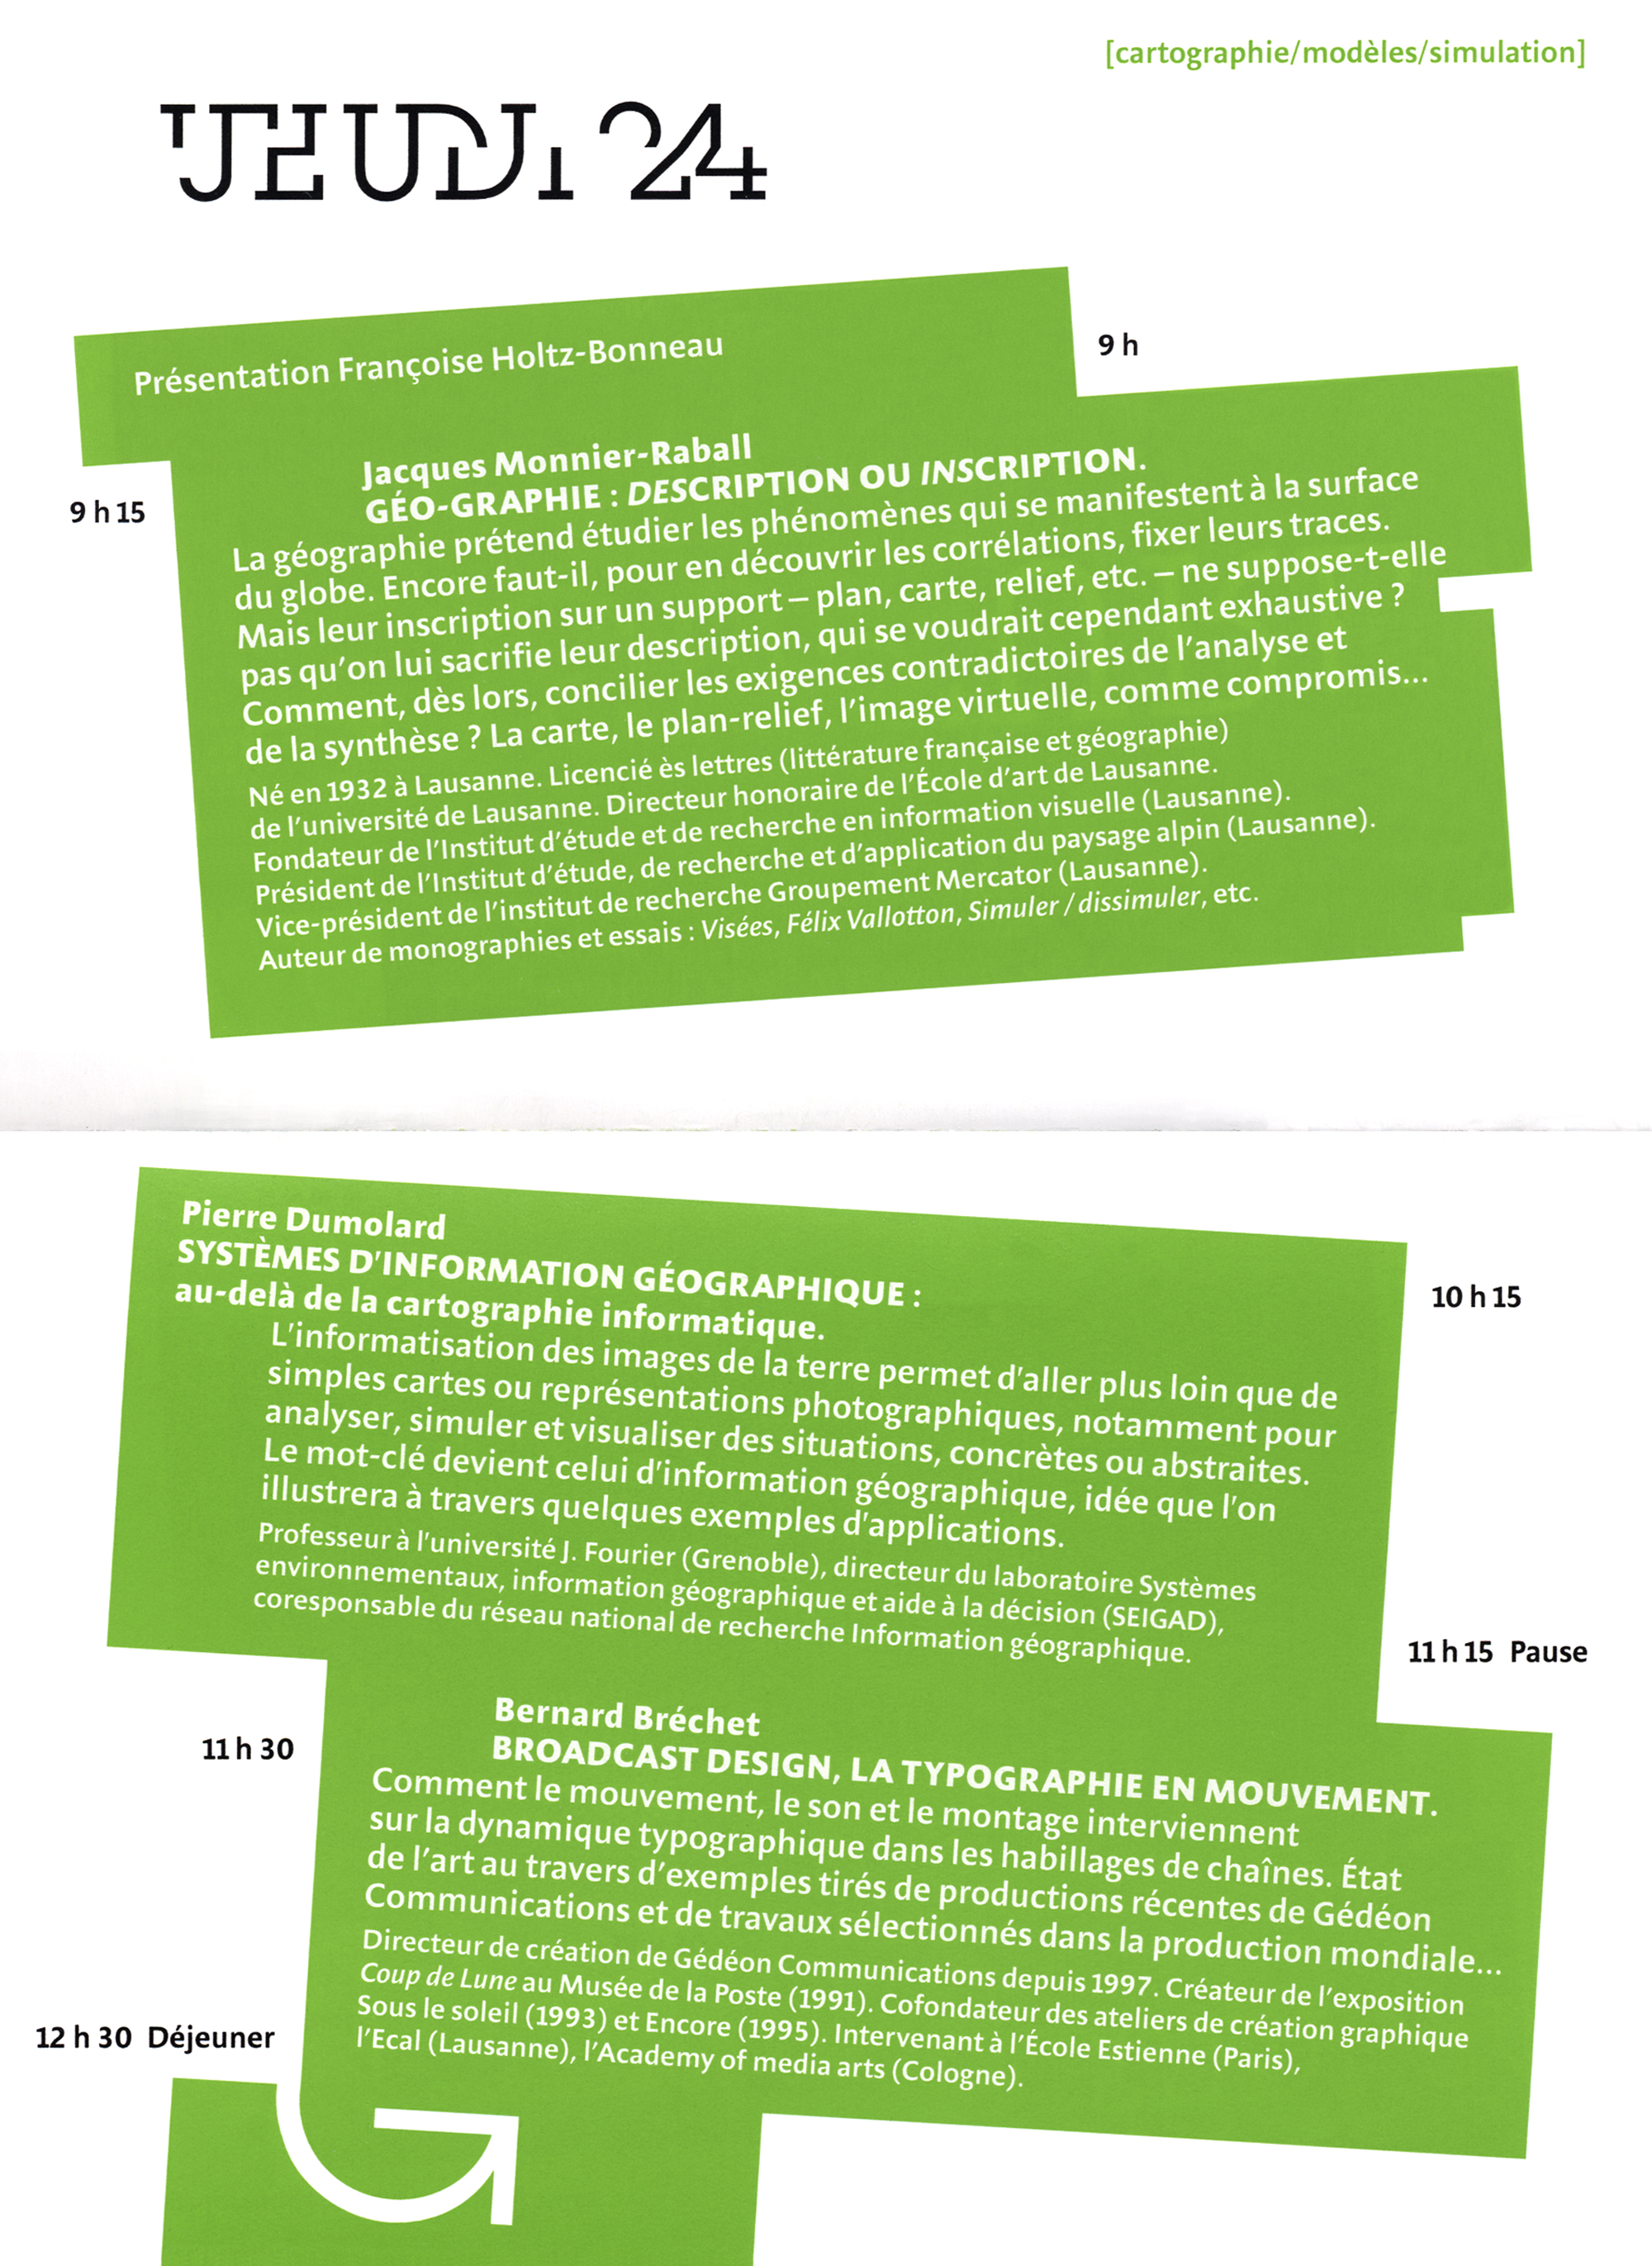 [cartographie/modèles/simulation]
JEUDI 24
Présentation Françoise Holtz-Bonneau
9 h
9 h 15
Jacques Monnier-Raball
GÉO-GRAPHIE : DESCRIPTION OU INSCRIPTION.
La géographie prétend étudier les phénomènes qui se manifestent à la surface
du globe. Encore faut-il, pour en découvrir les corrélations, fixer leurs traces.
Mais leur inscription sur un support – plan, carte, relief, etc. – ne suppose-t-elle
pas qu'on lui sacrifie leur description, qui se voudrait cependant exhaustive ?
Comment, dès lors, concilier les exigences contradictoires de l'analyse et
de la synthèse ? La carte, le plan-relief, l'image virtuelle, comme compromis...
Né en 1932 à Lausanne. Licencié ès lettres (littérature française et géographie)
de l'université de Lausanne. Directeur honoraire de l'École d'art de Lausanne.
Fondateur de l'Institut d'étude et de recherche en information visuelle (Lausanne).
Président de l'Institut d'étude, de recherche et d'application du paysage alpin (Lausanne).
Vice-président de l'institut de recherche Groupement Mercator (Lausanne).
Auteur de monographies et essais : Visées, Félix Vallotton, Simuler / dissimuler, etc.
Pierre Dumolard
SYSTÈMES D'INFORMATION GÉOGRAPHIQUE :
au-delà de la cartographie informatique.
10 h 15
L'informatisation des images de la terre permet d'aller plus loin que de
simples cartes ou représentations photographiques, notamment pour
analyser, simuler et visualiser des situations, concrètes ou abstraites.
Le mot-clé devient celui d'information géographique, idée que l'on
illustrera à travers quelques exemples d'applications.
Professeur à l'université J. Fourier (Grenoble), directeur du laboratoire Systèmes
environnementaux, information géographique et aide à la décision (SEIGAD),
coresponsable du réseau national de recherche Information géographique.
11 h 15 Pause
11 h 30
Bernard Bréchet
BROADCAST DESIGN, LA TYPOGRAPHIE EN MOUVEMENT.
Comment le mouvement, le son et le montage interviennent
sur la dynamique typographique dans les habillages de chaînes. État
de l'art au travers d'exemples tirés de productions récentes de Gédéon
Communications et de travaux sélectionnés dans la production mondiale...
Directeur de création de Gédéon Communications depuis 1997. Créateur de l'exposition
Coup de Lune au Musée de la Poste (1991). Cofondateur des ateliers de création graphique
Sous le soleil (1993) et Encore (1995). Intervenant à l'École Estienne (Paris),
l'Ecal (Lausanne), l'Academy of media arts (Cologne).
12 h 30 Déjeuner